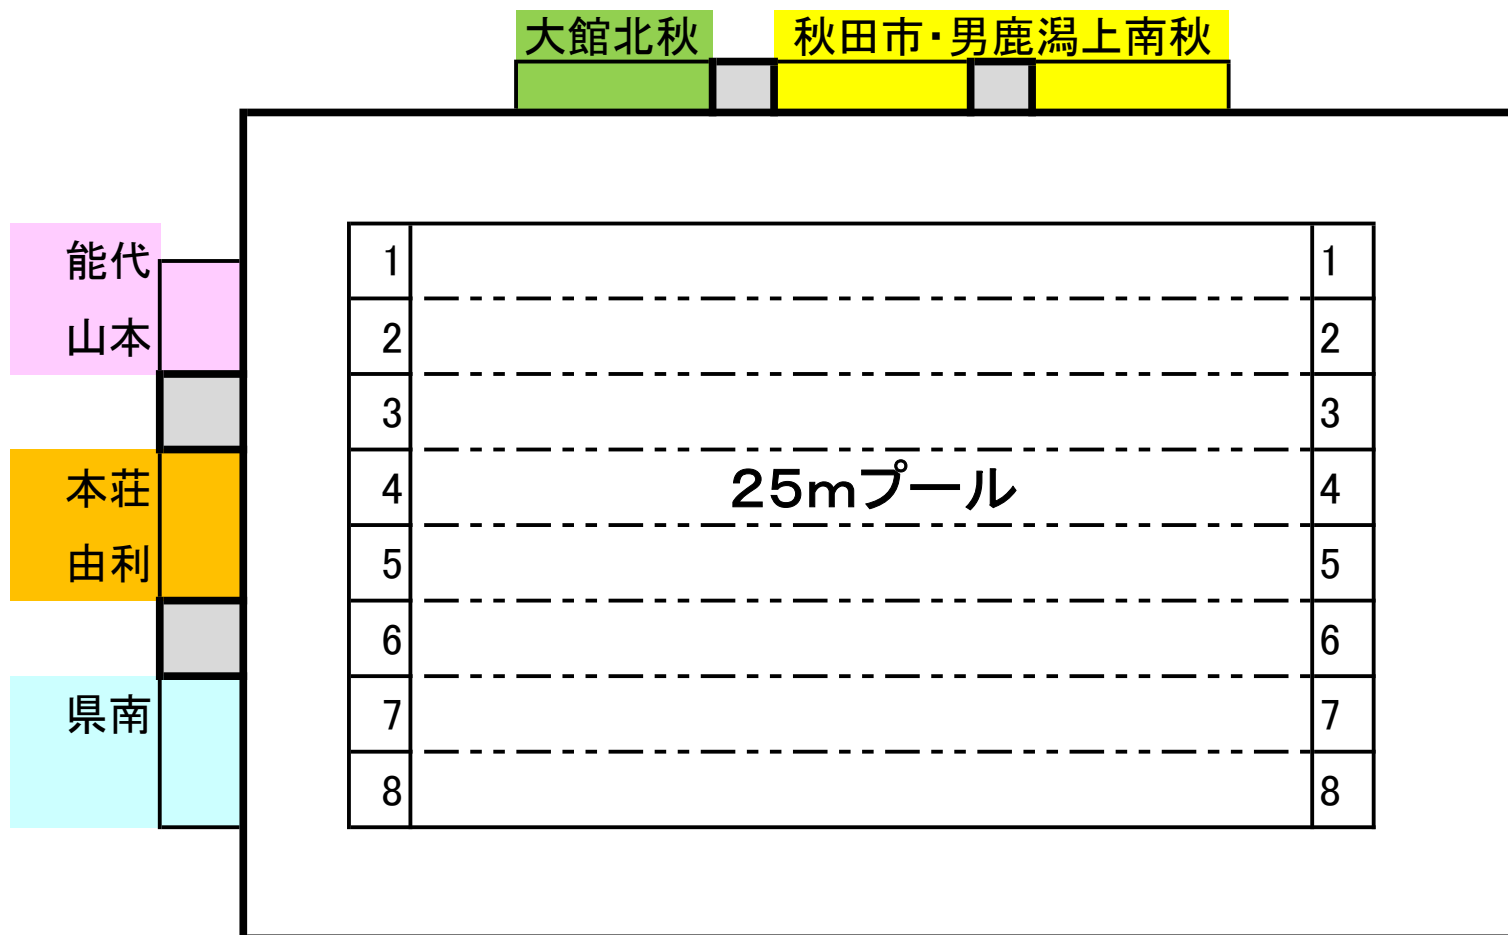 大館北秋
秋田市・男鹿潟上南秋
能代
山本
本荘
由利
県南
1 1
2 2
3 3
4 25mプール 4
5 5
6 6
7 7
8 8